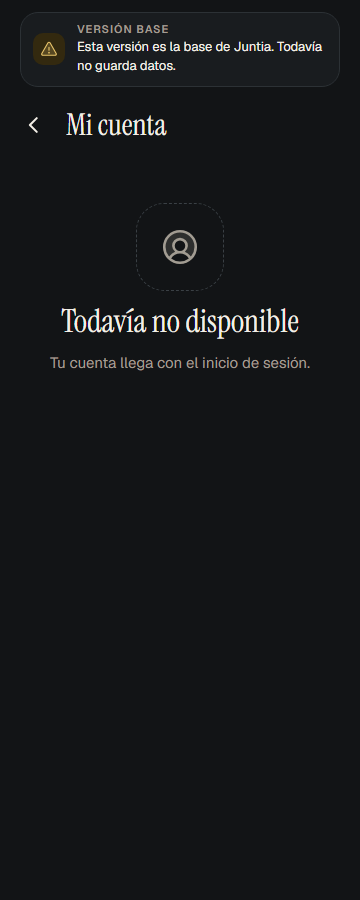 VERSIÓN BASE
Esta versión es la base de Juntia. Todavía
no guarda datos.
Mi cuenta
Todavía no disponible
Tu cuenta llega con el inicio de sesión.